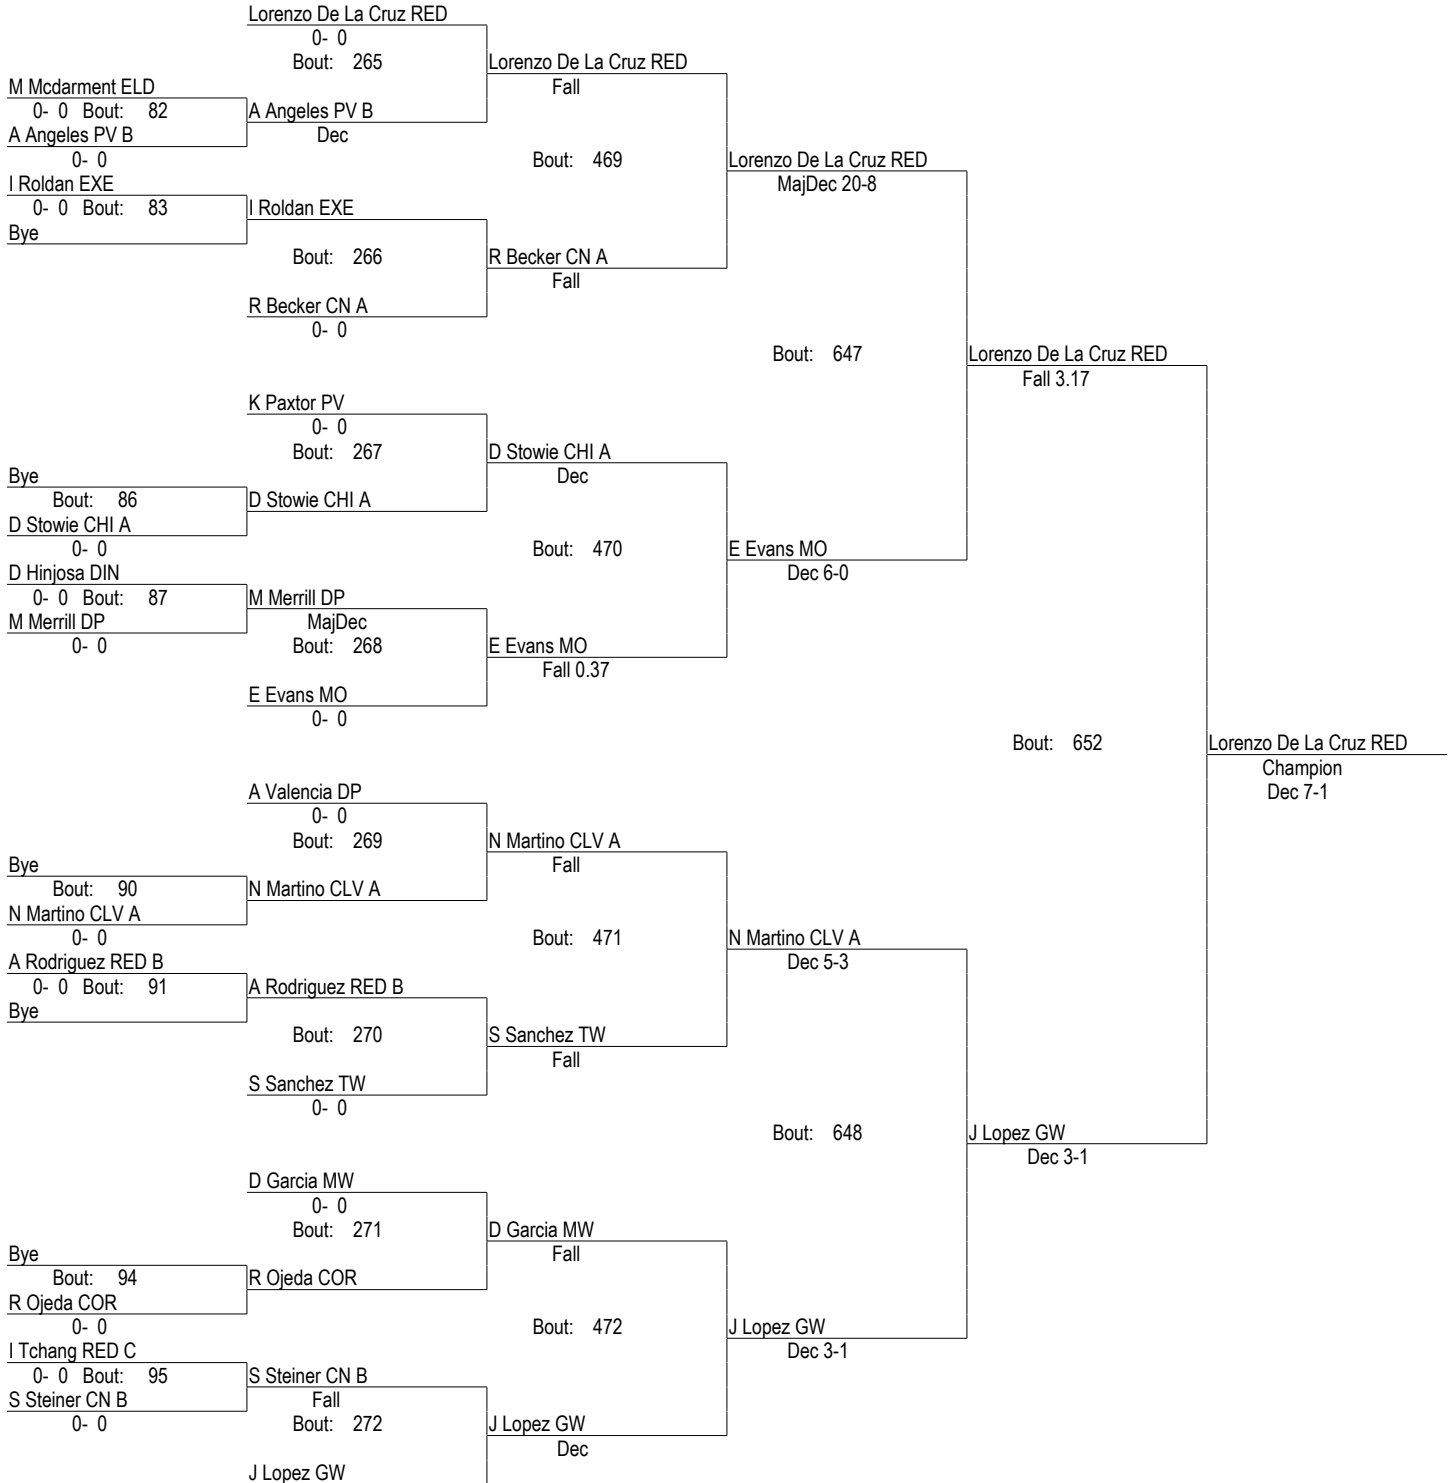 Lorenzo De La Cruz RED
0- 0
Bout: 265
Lorenzo De La Cruz RED
Fall
M Mcdarment ELD
0- 0 Bout: 82
A Angeles PV B
Dec
A Angeles PV B
0- 0
Bout: 469
Lorenzo De La Cruz RED
MajDec 20-8
I Roldan EXE
0- 0 Bout: 83
I Roldan EXE
Bye
Bout: 266
R Becker CN A
Fall
R Becker CN A
0- 0
Bout: 647
Lorenzo De La Cruz RED
Fall 3.17
K Paxtor PV
0- 0
Bout: 267
D Stowie CHI A
Dec
Bye
Bout: 86
D Stowie CHI A
D Stowie CHI A
0- 0
Bout: 470
E Evans MO
Dec 6-0
D Hinjosa DIN
0- 0 Bout: 87
M Merrill DP
MajDec
M Merrill DP
0- 0
Bout: 268
E Evans MO
Fall 0.37
E Evans MO
0- 0
Bout: 652
Lorenzo De La Cruz RED
Champion
Dec 7-1
A Valencia DP
0- 0
Bout: 269
N Martino CLV A
Fall
Bye
Bout: 90
N Martino CLV A
N Martino CLV A
0- 0
Bout: 471
N Martino CLV A
Dec 5-3
A Rodriguez RED B
0- 0 Bout: 91
A Rodriguez RED B
Bye
Bout: 270
S Sanchez TW
Fall
S Sanchez TW
0- 0
Bout: 648
J Lopez GW
Dec 3-1
D Garcia MW
0- 0
Bout: 271
D Garcia MW
Fall
Bye
Bout: 94
R Ojeda COR
R Ojeda COR
0- 0
Bout: 472
J Lopez GW
Dec 3-1
I Tchang RED C
0- 0 Bout: 95
S Steiner CN B
Fall
S Steiner CN B
0- 0
Bout: 272
J Lopez GW
Dec
J Lopez GW